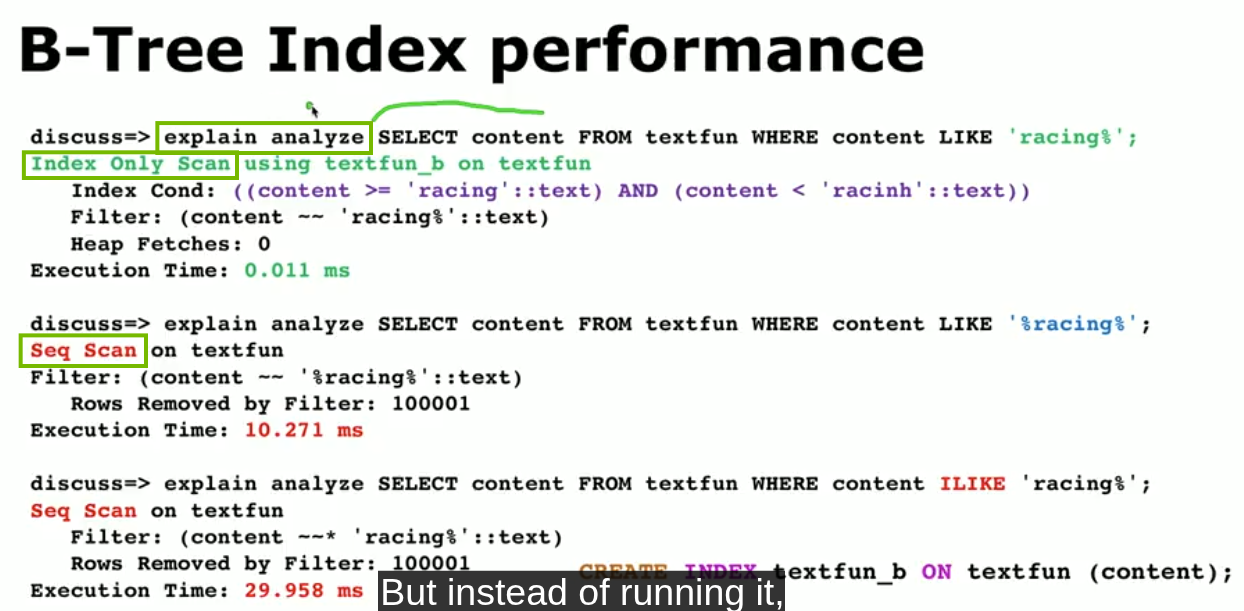 B-Tree Index performance
discuss=> explain analyze SELECT content FROM textfun WHERE content LIKE 'racing%';
Index Only Scan using textfun_b on textfun
Index Cond: ((content >= 'racing'::text) AND (content < 'racinh'::text))
Filter: (content ~~ 'racing%'::text)
Heap Fetches: 0
Execution Time: 0.011 ms
discuss=> explain analyze SELECT content FROM textfun WHERE content LIKE '%racing%';
Seq Scan on textfun
Filter: (content ~~ '%racing%'::text)
Rows Removed by Filter: 100001
Execution Time: 10.271 ms
discuss=> explain analyze SELECT content FROM textfun WHERE content ILIKE 'racing%';
Seq Scan on textfun
Filter: (content ~~* 'racing%'::text)
Rows Removed by Filter: 100001
CREATE INDEX textfun_b ON textfun (content);
Execution Time: 29.958 ms
But instead of running it,